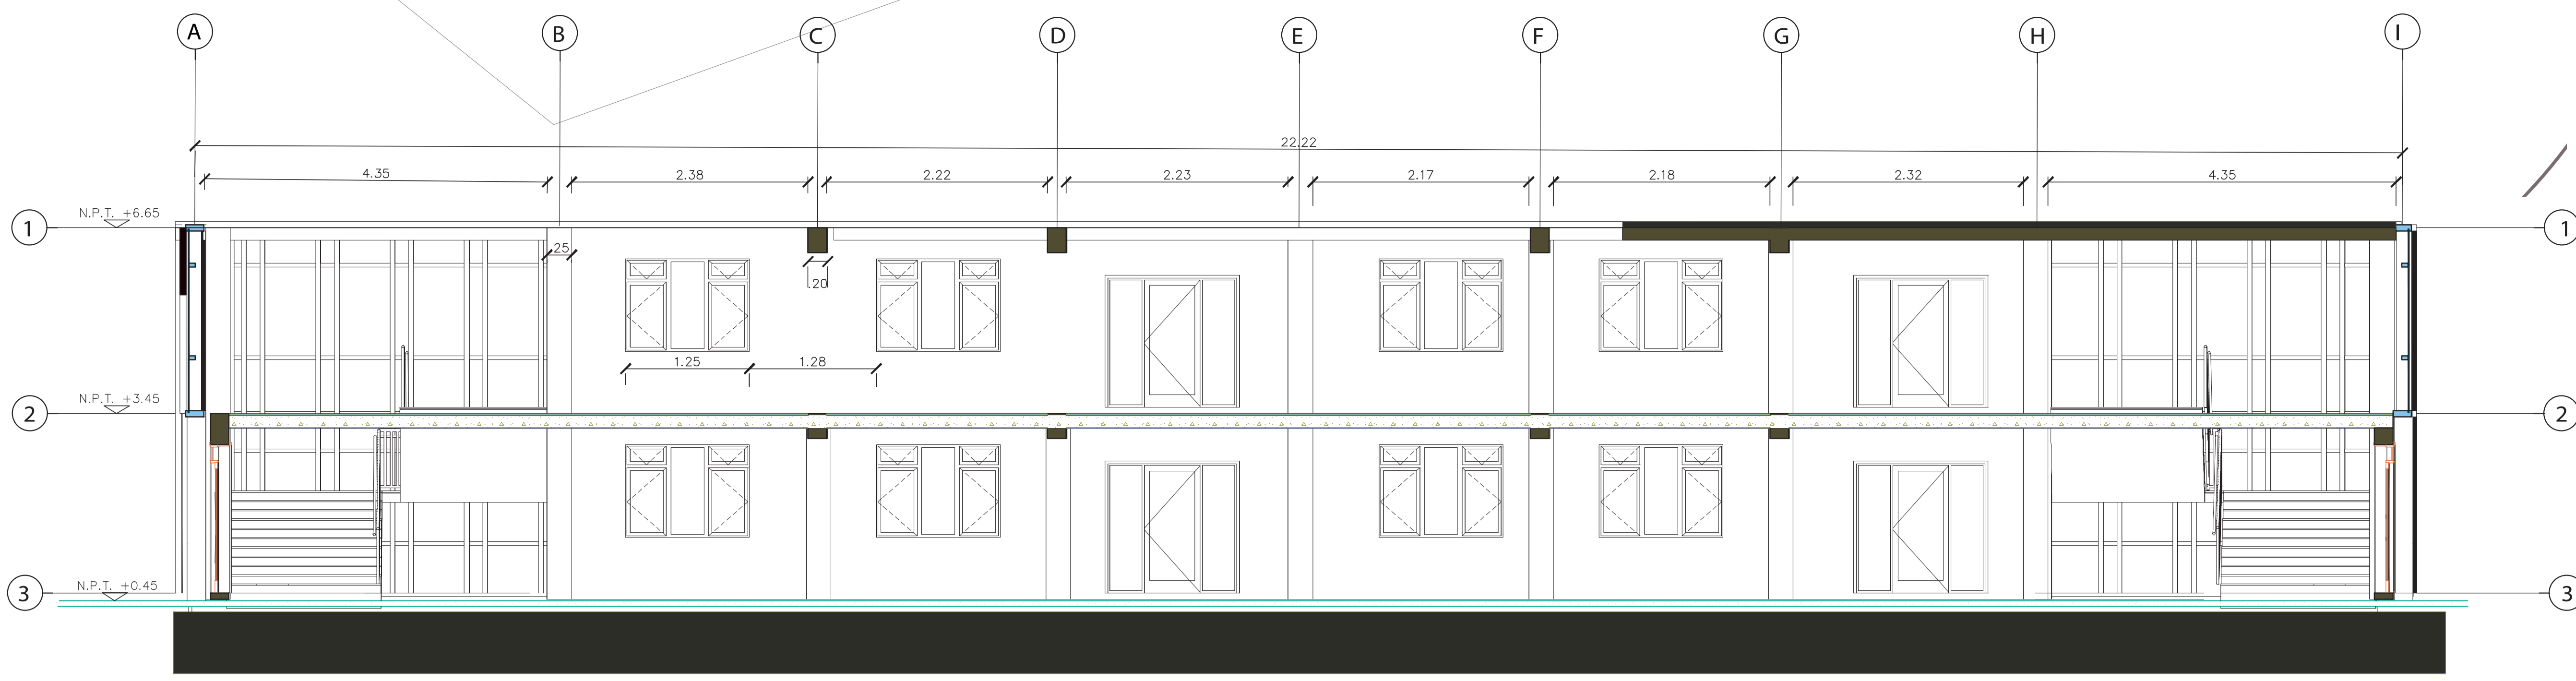 A B C D E F G H I
22.22
4.35 2.38 2.22 2.23 2.17 2.18 2.32 4.35
N.P.T. +6.65
1 1
.25
.20
1.25 1.28
N.P.T. +3.45
2 2
N.P.T. +0.45
3 3